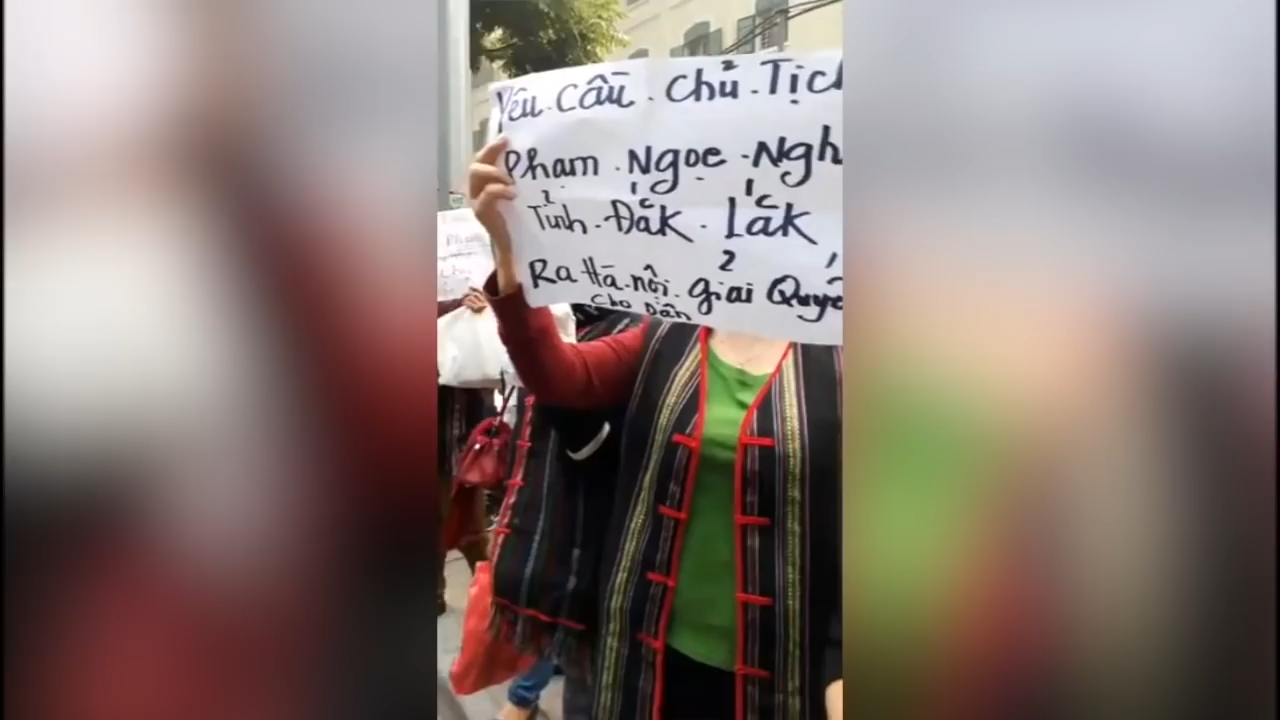 Yêu. Cầu. Chủ. Tịch
Phạm. Ngọc. Ngh
Tỉnh. Đắk. Lắk
Ra Hà. nội. giải Quyế
Cho Dân